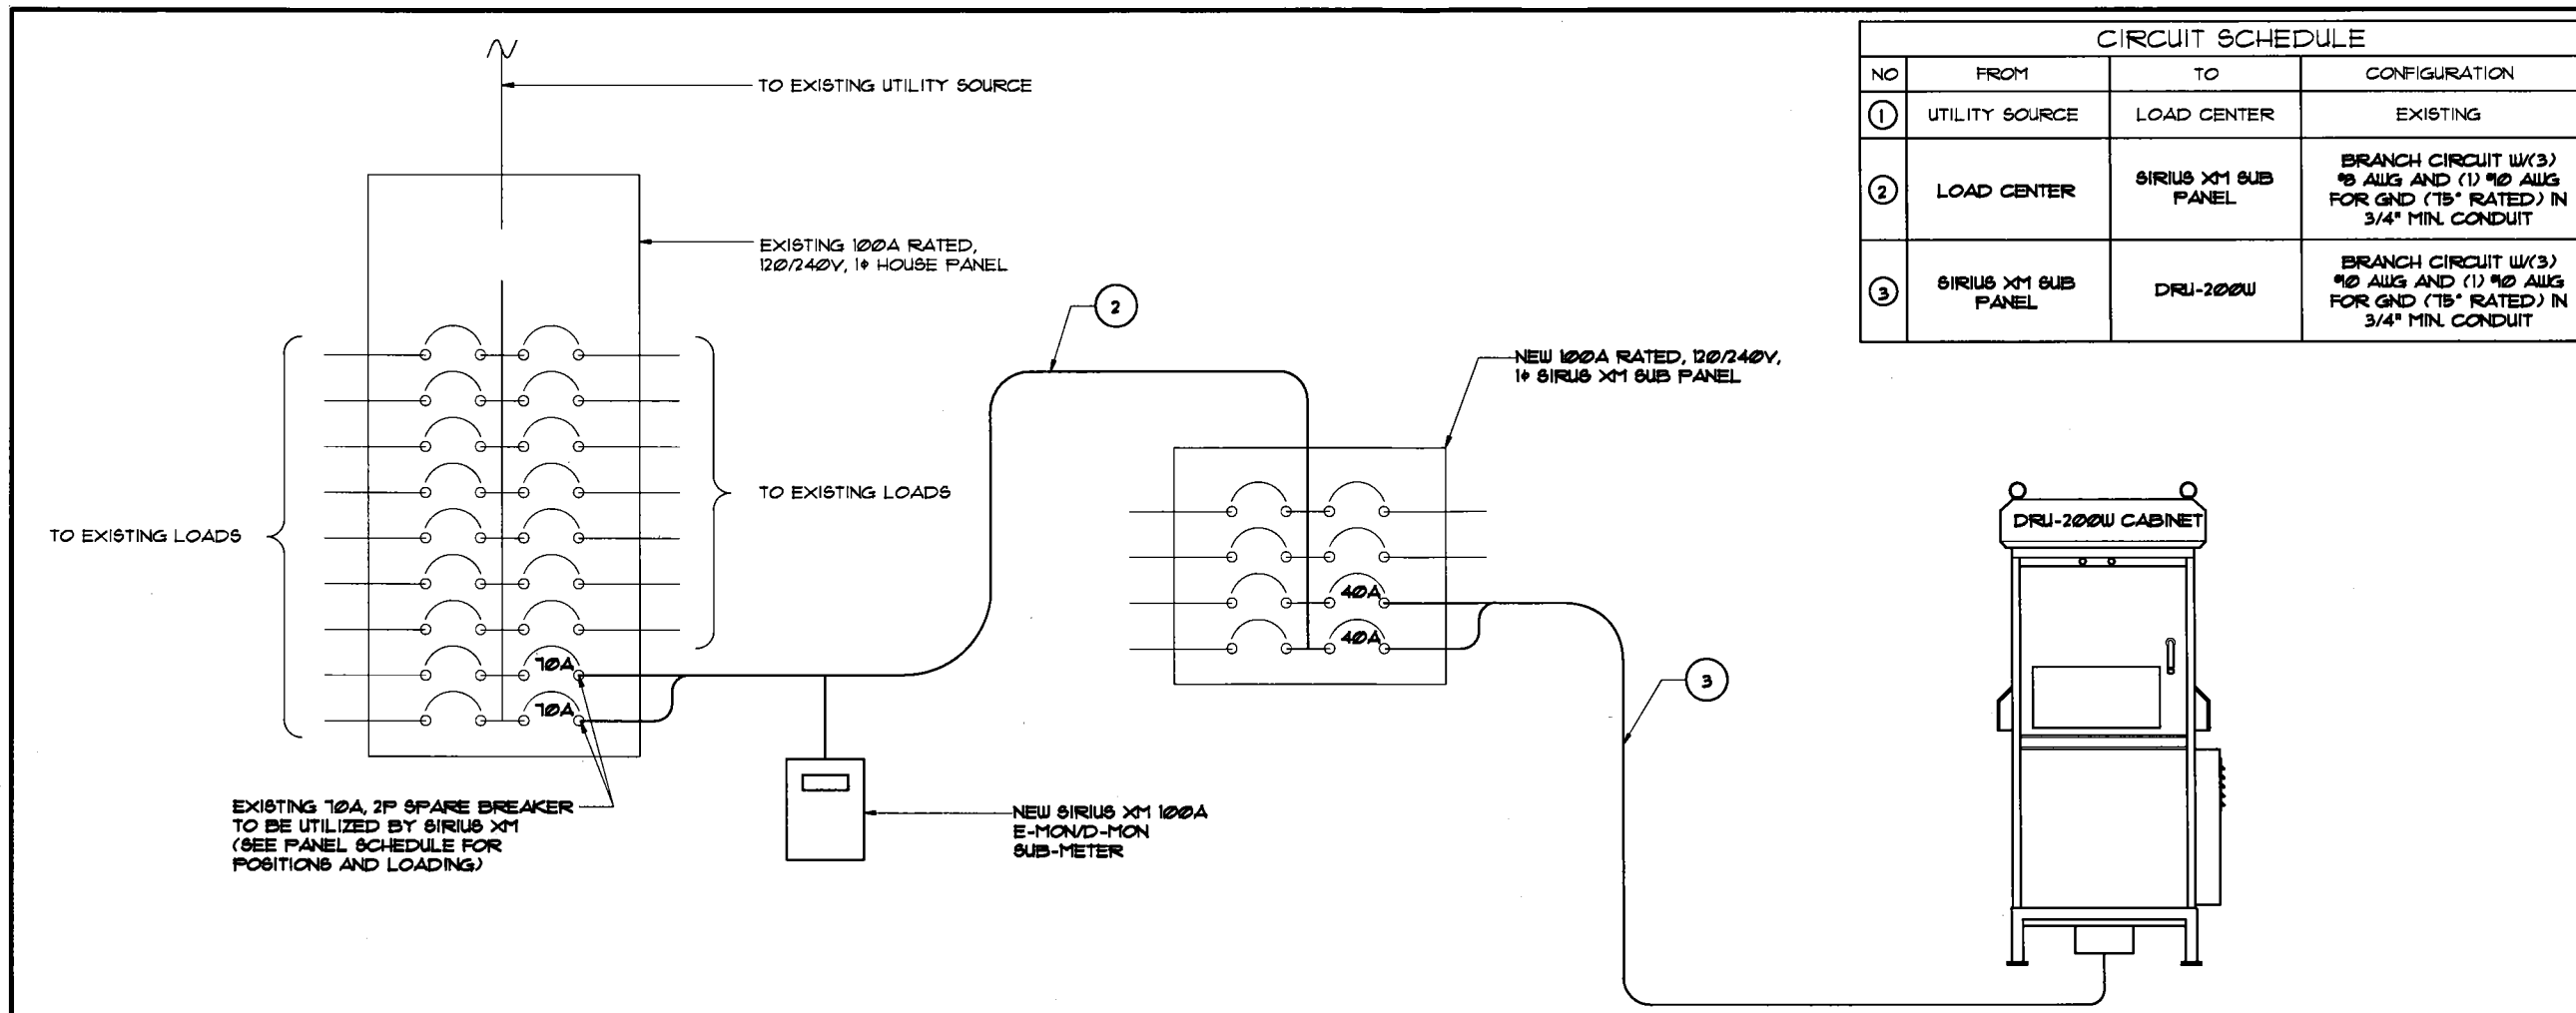 CIRCUIT SCHEDULE
NO FROM TO CONFIGURATION
1 UTILITY SOURCE LOAD CENTER EXISTING
2 LOAD CENTER SIRIUS XM SUB
PANEL
BRANCH CIRCUIT W/(3)
#8 AWG AND (1) #10 AWG
FOR GND (75° RATED) IN
3/4" MIN. CONDUIT
3 SIRIUS XM SUB
PANEL
DRU-200W
BRANCH CIRCUIT W/(3)
#10 AWG AND (1) #10 AWG
FOR GND (75° RATED) IN
3/4" MIN. CONDUIT
TO EXISTING UTILITY SOURCE
EXISTING 100A RATED,
120/240V, 1ϕ HOUSE PANEL
2
NEW 100A RATED, 120/240V,
1ϕ SIRUS XM SUB PANEL
TO EXISTING LOADS
TO EXISTING LOADS
DRU-200W CABINET
40A
40A
70A
70A
3
EXISTING 70A, 2P SPARE BREAKER
TO BE UTILIZED BY SIRIUS XM
(SEE PANEL SCHEDULE FOR
POSITIONS AND LOADING)
NEW SIRIUS XM 100A
E-MON/D-MON
SUB-METER